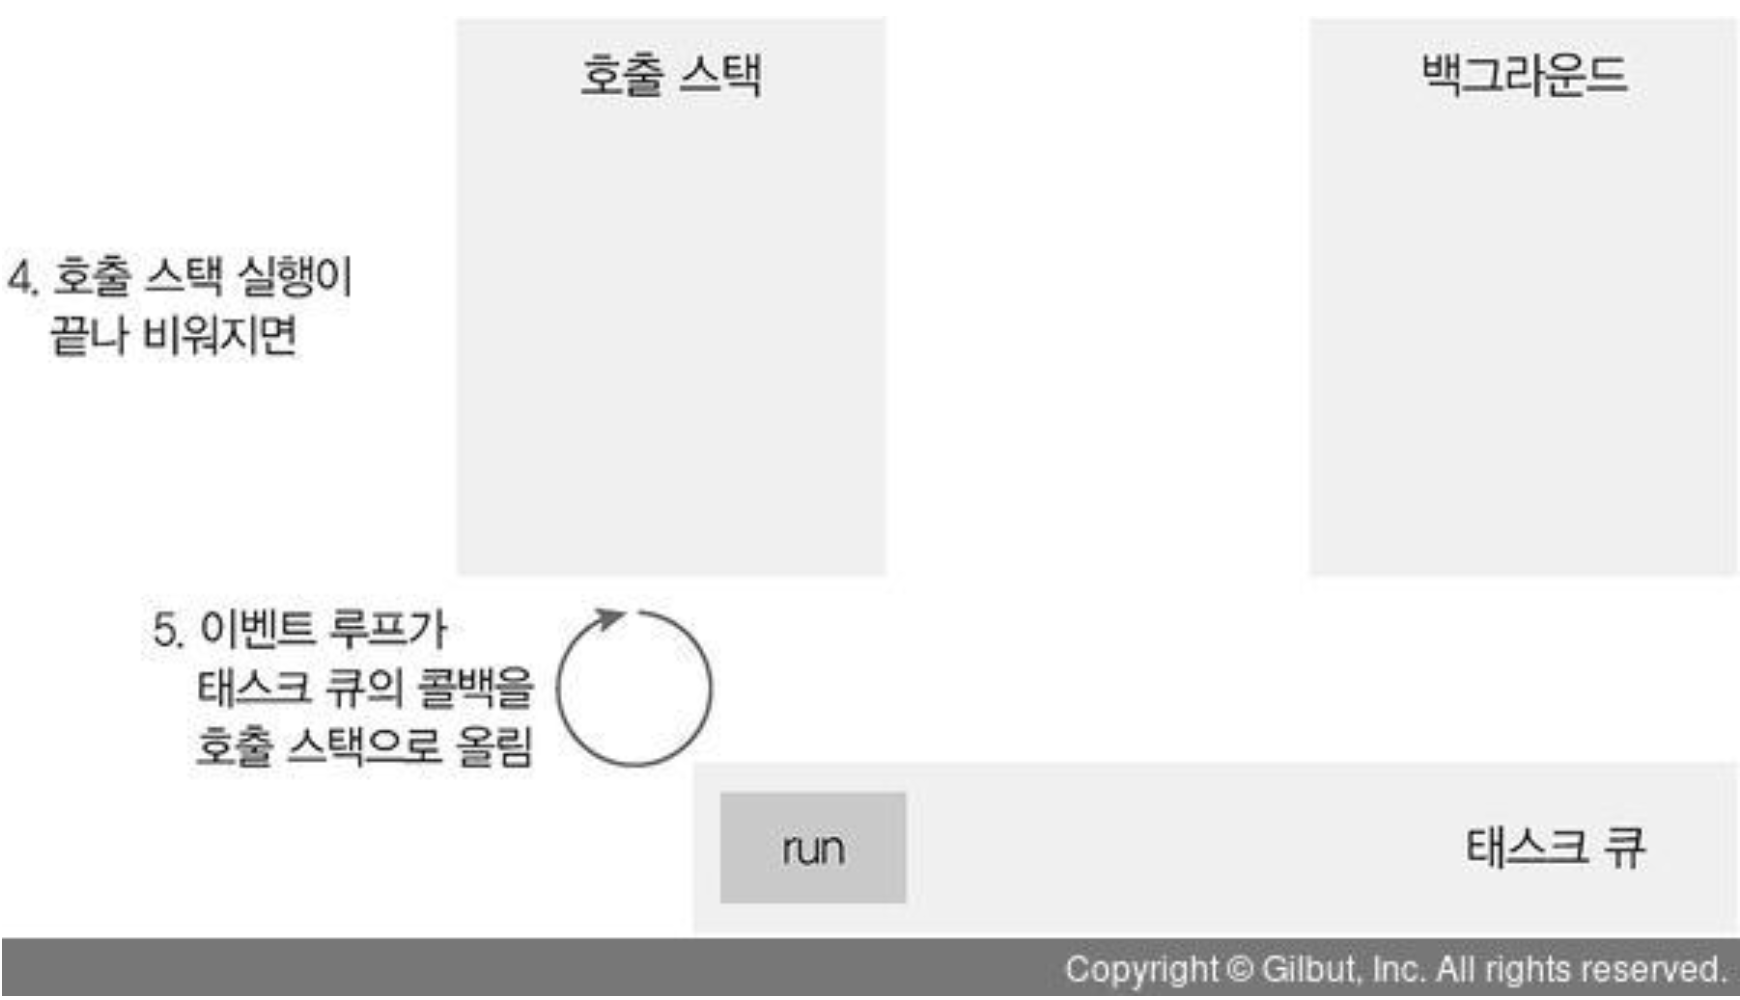 호출 스택
백그라운드
4. 호출 스택 실행이
끝나 비워지면
5. 이벤트 루프가
태스크 큐의 콜백을
호출 스택으로 올림
run
태스크 큐
Copyright © Gilbut, Inc. All rights reserved.